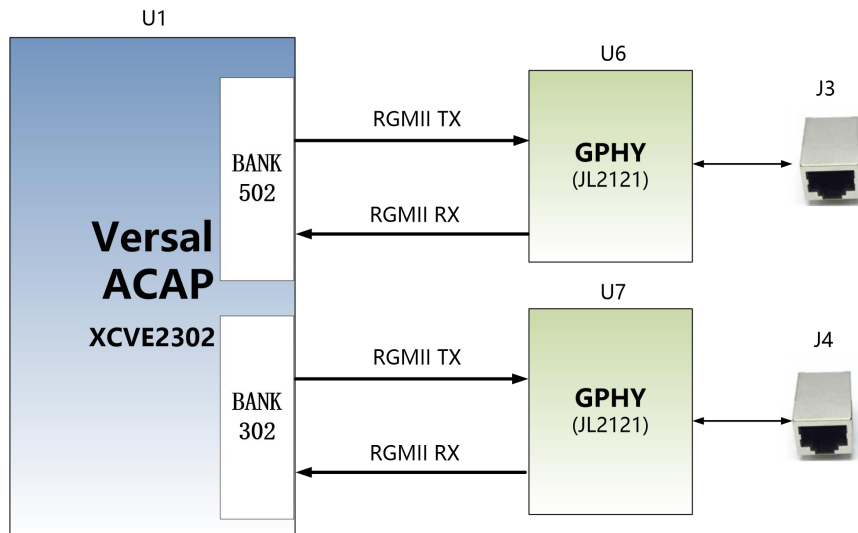 U1
U6
J3
RGMII TX
GPHY
(JL2121)
BANK
502
RGMII RX
Versal
ACAP
XCVE2302
U7
J4
RGMII TX
GPHY
(JL2121)
BANK
302
RGMII RX